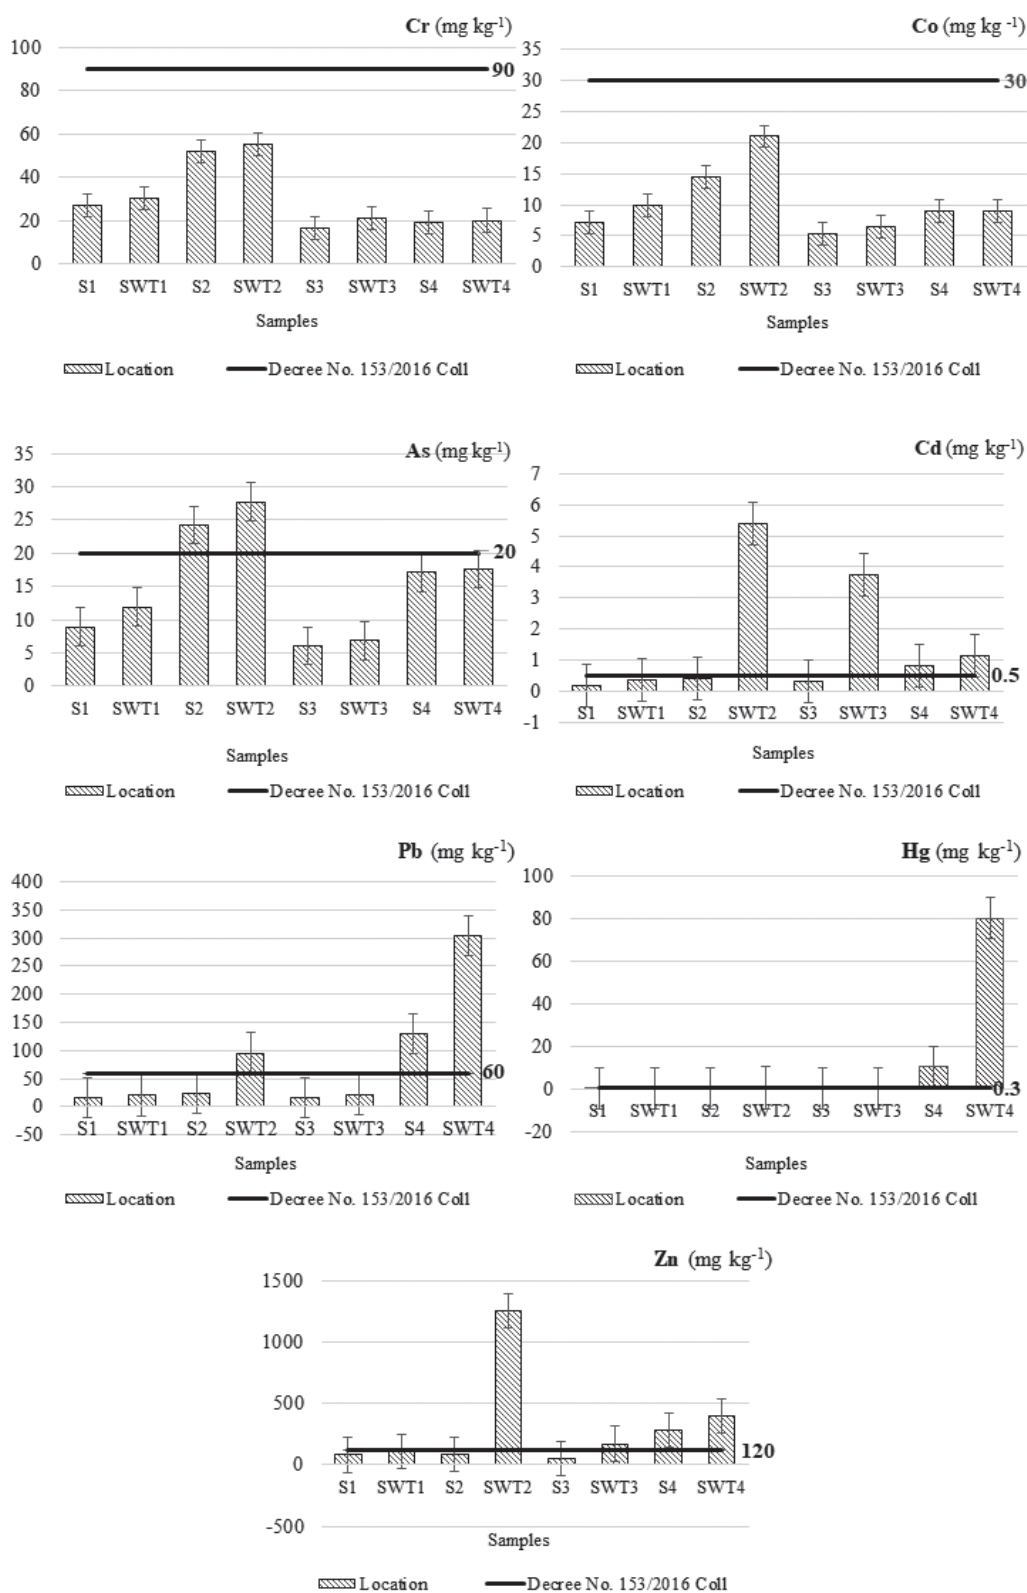 Cr (mg kg-1)
100
80
60
40
20
0
90
S1 SWT1 S2 SWT2 S3 SWT3 S4 SWT4
Samples
Location Decree No. 153/2016 Coll
Co (mg kg -1)
35
30
25
20
15
10
5
0
30
S1 SWT1 S2 SWT2 S3 SWT3 S4 SWT4
Samples
Location Decree No. 153/2016 Coll
As (mg kg-1)
35
30
25
20
15
10
5
0
20
S1 SWT1 S2 SWT2 S3 SWT3 S4 SWT4
Samples
Location Decree No. 153/2016 Coll
Cd (mg kg-1)
7
6
5
4
3
2
1
0
-1
0.5
S1 SWT1 S2 SWT2 S3 SWT3 S4 SWT4
Samples
Location Decree No. 153/2016 Coll
Pb (mg kg-1)
400
350
300
250
200
150
100
50
0
-50
60
S1 SWT1 S2 SWT2 S3 SWT3 S4 SWT4
Samples
Location Decree No. 153/2016 Coll
Hg (mg kg-1)
100
80
60
40
20
0
-20
0.3
S1 SWT1 S2 SWT2 S3 SWT3 S4 SWT4
Samples
Location Decree No. 153/2016 Coll
Zn (mg kg-1)
1500
1000
500
0
-500
120
S1 SWT1 S2 SWT2 S3 SWT3 S4 SWT4
Samples
Location Decree No. 153/2016 Coll